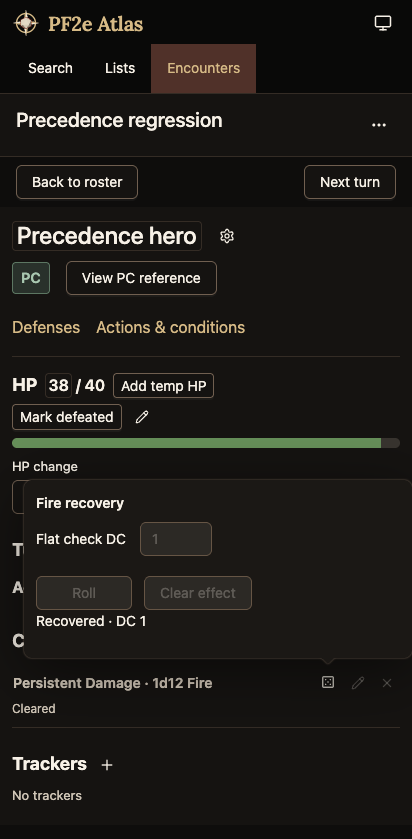 PF2e Atlas
Search Lists Encounters
Precedence regression
...
Back to roster Next turn
Precedence hero
PC View PC reference
Defenses Actions & conditions
HP 38 / 40 Add temp HP
Mark defeated
HP change
Fire recovery
Flat check DC 1
Roll Clear effect
Recovered · DC 1
Persistent Damage · 1d12 Fire
Cleared
Trackers +
No trackers